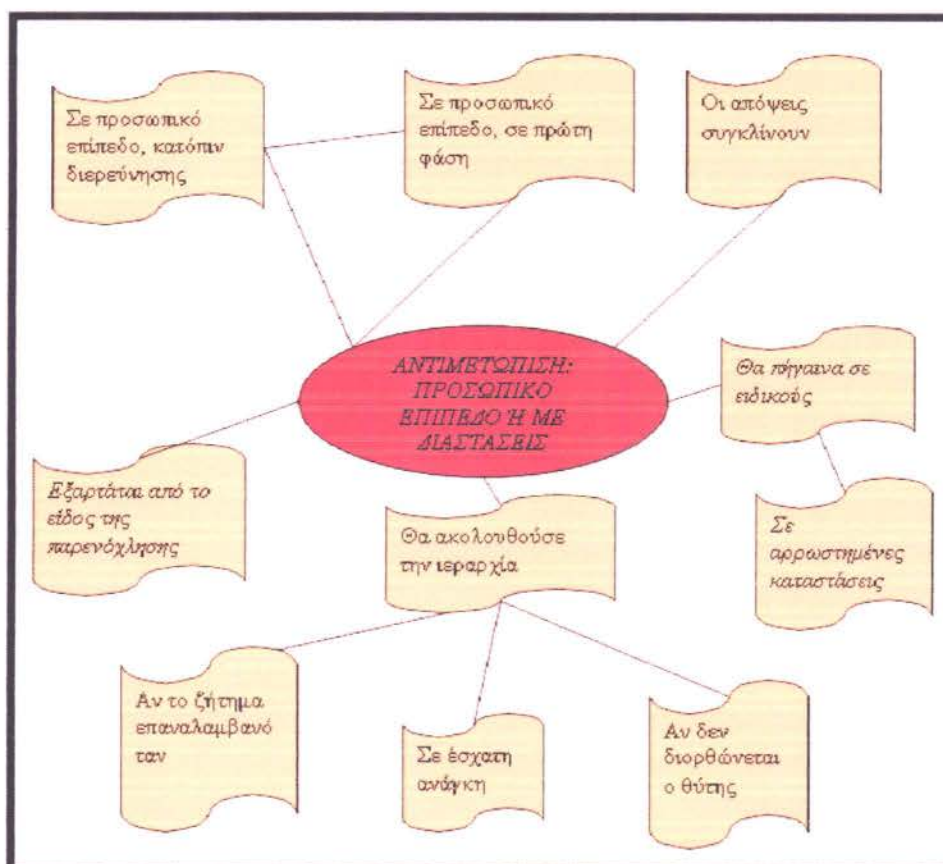 Σε προσωπικό
επίπεδο, κατόπιν
διερεύνησης
Σε προσωπικό
επίπεδο, σε πρώτη
φάση
Οι απόψεις
συγκλίνουν
ΑΝΤΙΜΕΤΩΠΙΣΗ:
ΠΡΟΣΩΠΙΚΟ
ΕΠΙΠΕΔΟ Ή ΜΕ
ΔΙΑΣΤΑΣΕΙΣ
Θα πήγαινα σε
ειδικούς
Εξαρτάται από το
είδος της
παρενόχλησης
Θα ακολουθούσε
την ιεραρχία
Σε
αρρωστημένες
καταστάσεις
Αν το ζήτημα
επαναλαμβανό
ταν
Σε έσχατη
ανάγκη
Αν δεν
διορθώνεται
ο θύτης